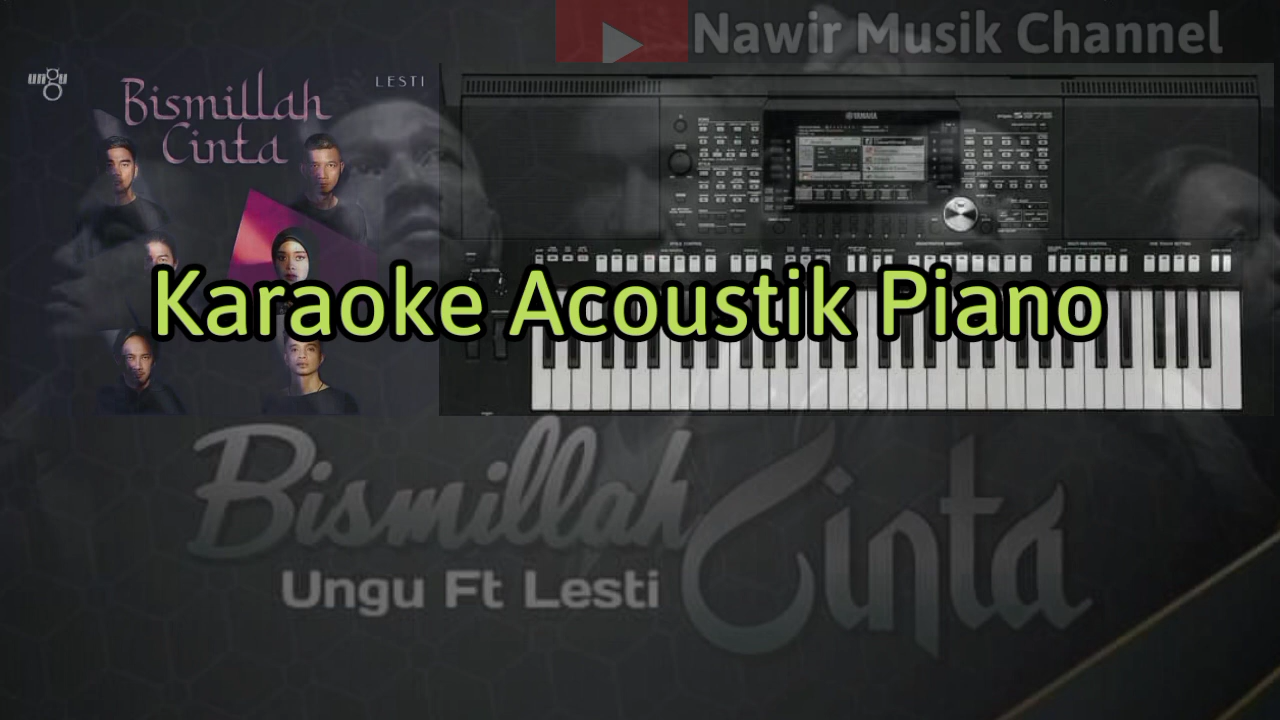 Nawir Musik Channel
ungu
LESTI
Bismillah
Cinta
YAMAHA
Karaoke Acoustik Piano
Bismillah Cinta
Ungu Ft Lesti